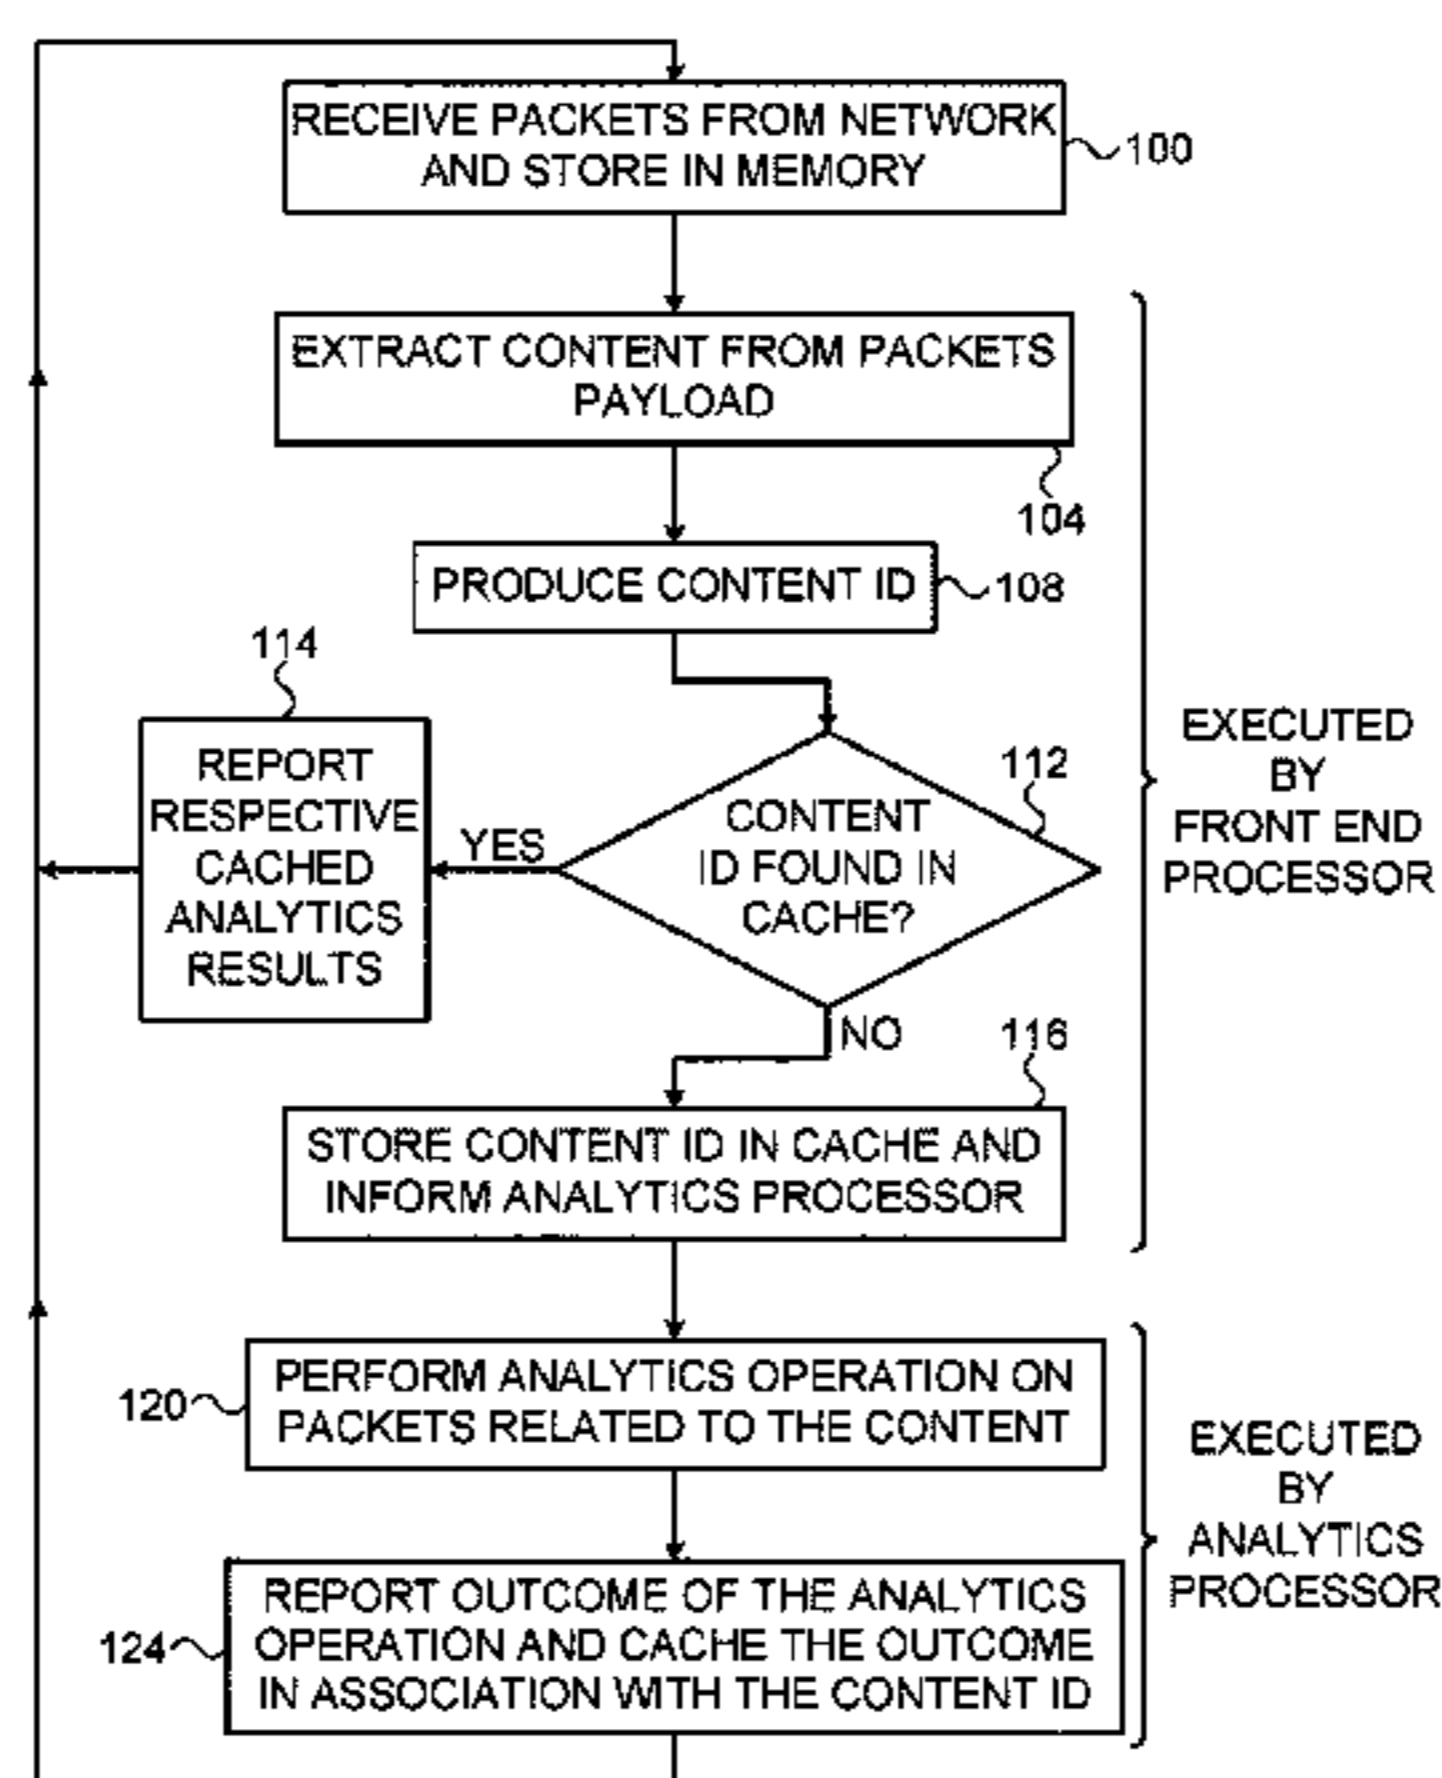 RECEIVE PACKETS FROM NETWORK
AND STORE IN MEMORY
100
EXTRACT CONTENT FROM PACKETS
PAYLOAD
104
PRODUCE CONTENT ID
108
114
REPORT
RESPECTIVE
CACHED
ANALYTICS
RESULTS
YES
112
CONTENT
ID FOUND IN
CACHE?
NO
EXECUTED
BY
FRONT END
PROCESSOR
116
STORE CONTENT ID IN CACHE AND
INFORM ANALYTICS PROCESSOR
120
PERFORM ANALYTICS OPERATION ON
PACKETS RELATED TO THE CONTENT
124
REPORT OUTCOME OF THE ANALYTICS
OPERATION AND CACHE THE OUTCOME
IN ASSOCIATION WITH THE CONTENT ID
EXECUTED
BY
ANALYTICS
PROCESSOR